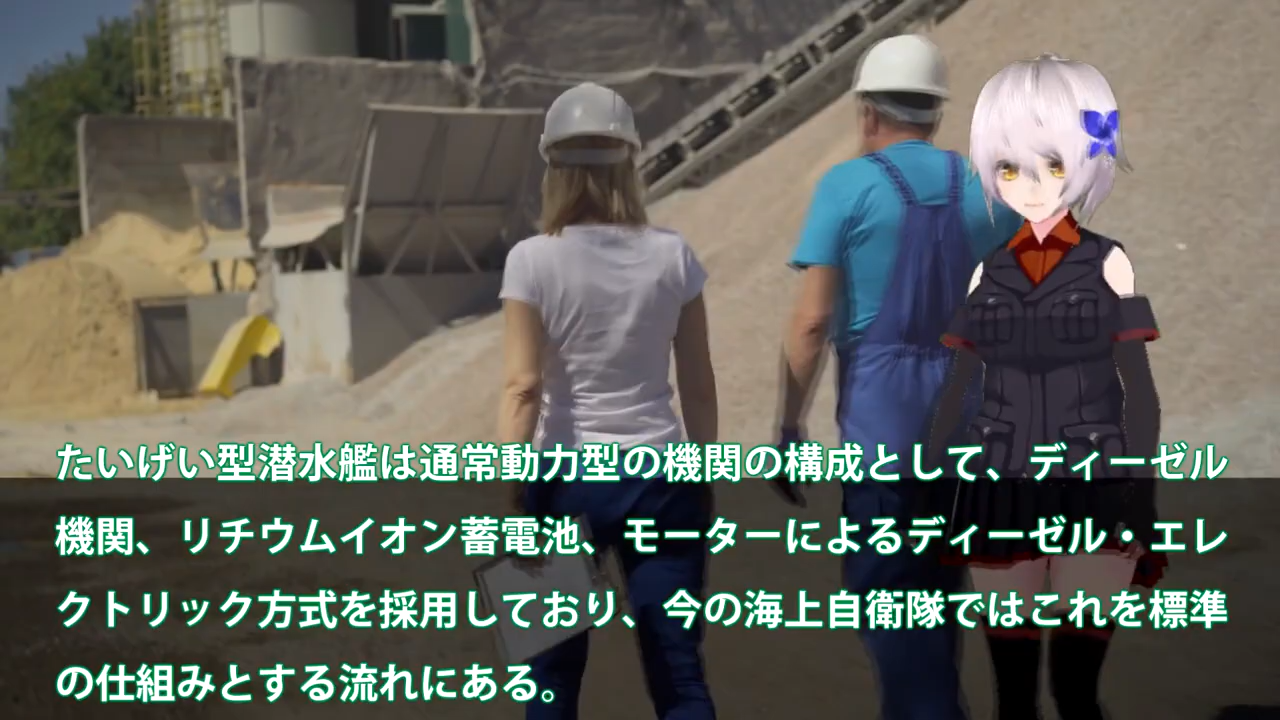 たいげい型潜水艦は通常動力型の機関の構成として、ディーゼル
機関、リチウムイオン蓄電池、モーターによるディーゼル・エレ
クトリック方式を採用しており、今の海上自衛隊ではこれを標準
の仕組みとする流れにある。